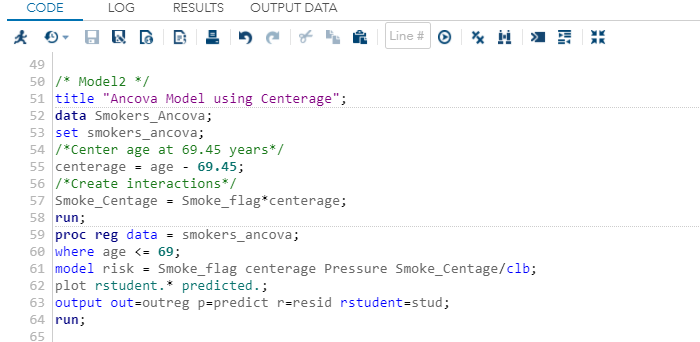 CODE LOG RESULTS OUTPUT DATA
Line #
49
50 /* Model2 */
51 title "Ancova Model using Centerage";
52 data Smokers_Ancova;
53 set smokers_ancova;
54 /*Center age at 69.45 years*/
55 centerage = age - 69.45;
56 /*Create interactions*/
57 Smoke_Centage = Smoke_flag*centerage;
58 run;
59 proc reg data = smokers_ancova;
60 where age <= 69;
61 model risk = Smoke_flag centerage Pressure Smoke_Centage/clb;
62 plot rstudent.* predicted.;
63 output out=outreg p=predict r=resid rstudent=stud;
64 run;
65